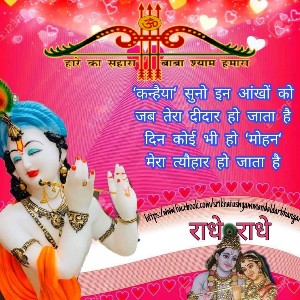 ॐ
हारे का सहारा बाबा श्याम हमारा
'कन्हैया' सुनो इन आंखों को
जब तेरा दीदार हो जाता है
दिन कोई भी हो 'मोहन'
मेरा त्यौहार हो जाता है
राधे राधे